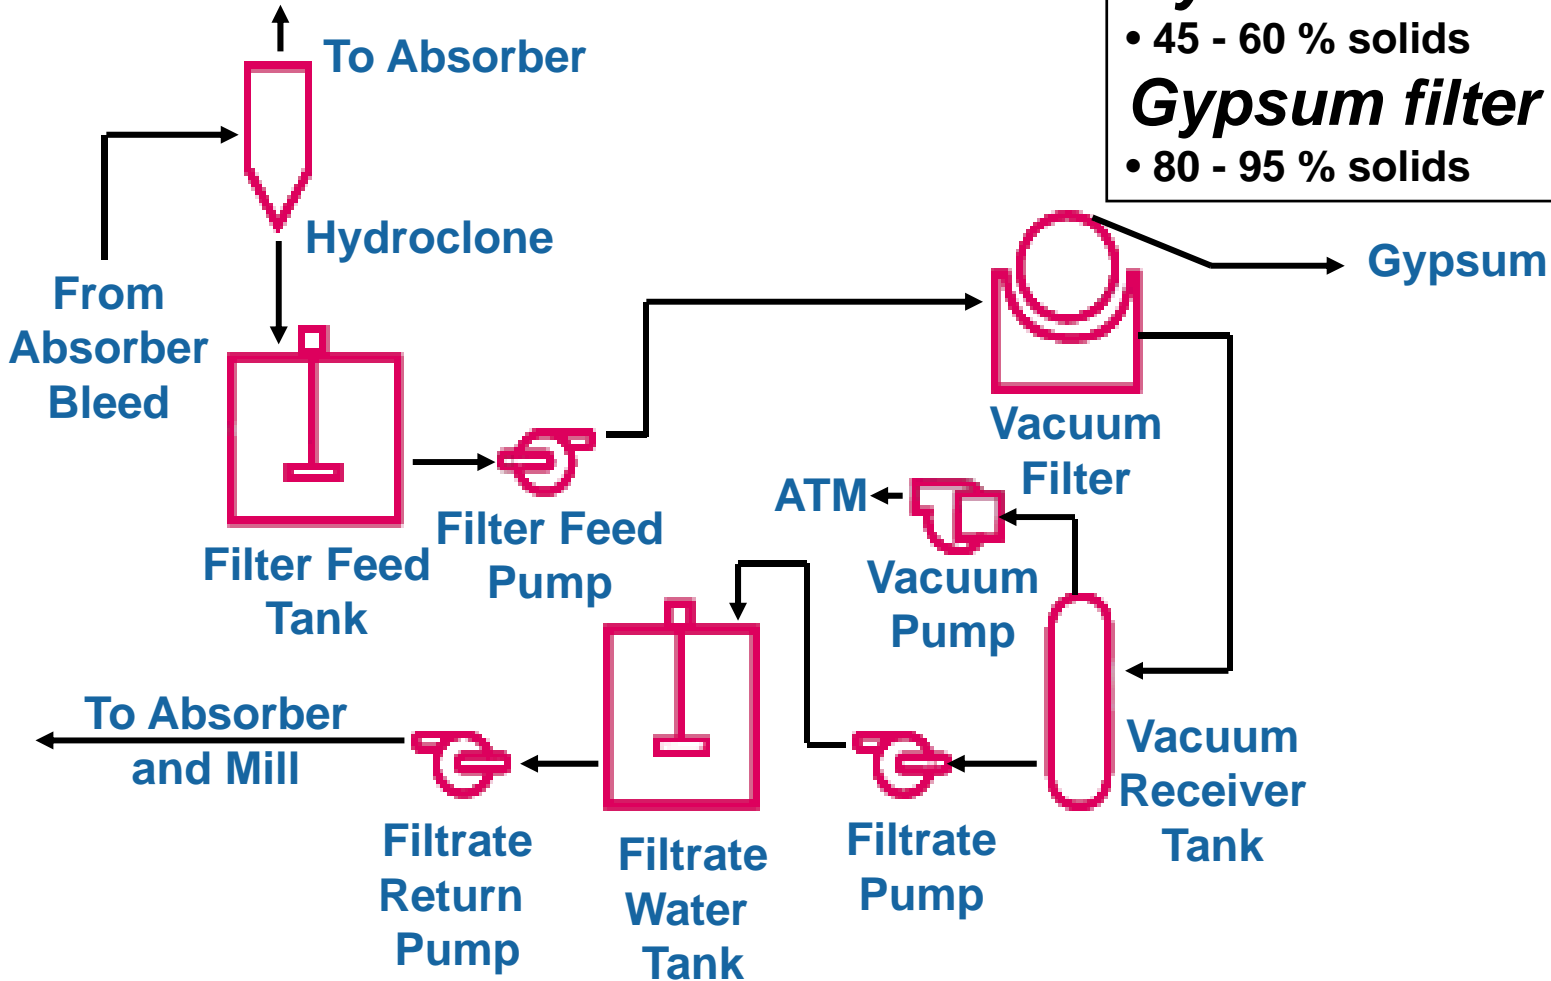 • 45 - 60 % solids
Gypsum filter
• 80 - 95 % solids
To Absorber
Hydroclone
From
Absorber
Bleed
Gypsum
Vacuum
Filter
ATM
Filter Feed
Pump
Filter Feed
Tank
Vacuum
Pump
To Absorber
and Mill
Vacuum
Receiver
Tank
Filtrate
Return
Pump
Filtrate
Water
Tank
Filtrate
Pump